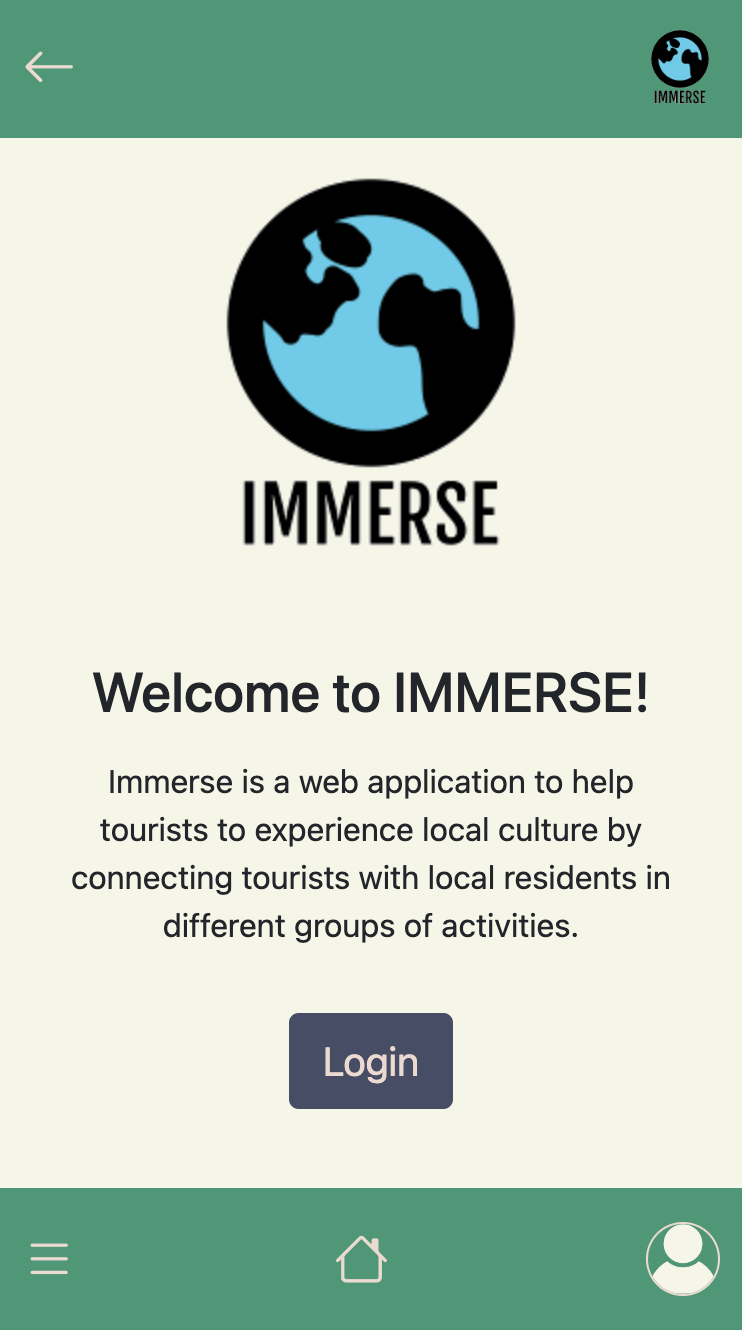 IMMERSE
IMMERSE
Welcome to IMMERSE!
Immerse is a web application to help
tourists to experience local culture by
connecting tourists with local residents in
different groups of activities.
Login